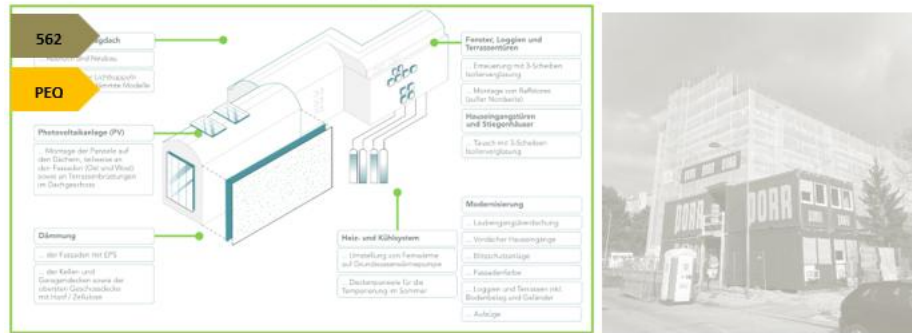 562
PEQ
Photovoltaikanlage (PV)
... Montage der Paneele auf
den Dächern, teilweise an
den Fassaden (Ost und West)
sowie an Terrassenbrüstungen
im Dachgeschoss
Dämmung
... der Fassaden mit EPS
... der Keller- und
Garagendecken sowie der
obersten Geschossdecke
mit Hanf / Zellulose
Heiz- und Kühlsystem
... Umstellung von Fernwärme
auf Grundwasserwärmepumpe
... Deckenpaneele für die
Temperierung im Sommer
Fenster, Loggien und
Terrassentüren
... Erneuerung mit 3-Scheiben
Isolierverglasung
... Montage von Raffstores
(außer Nordseite)
Hauseingangstüren
und Stiegenhäuser
... Tausch mit 3-Scheiben
Isolierverglasung
Modernisierung
... Laubengangüberdachung
... Vordächer Hauseingänge
... Blitzschutzanlage
... Fassadenfarbe
... Loggien und Terrassen inkl.
Bodenbelag und Geländer
... Aufzüge
DORR DORR